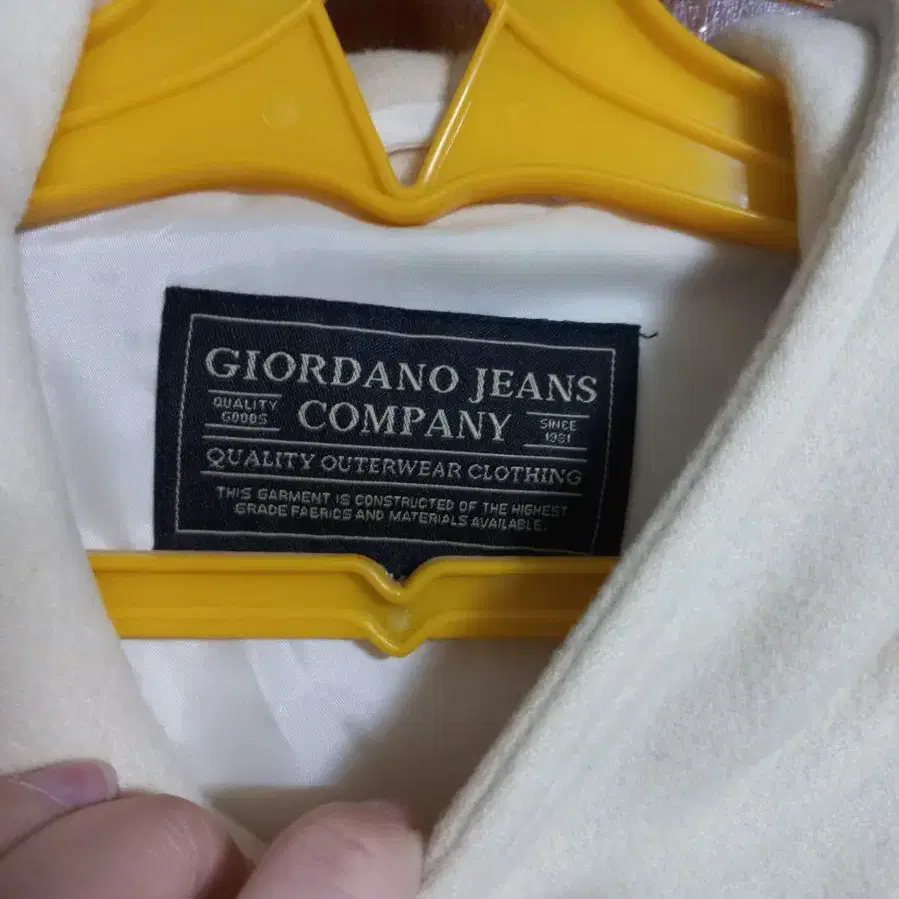 GIORDANO JEANS
QUALITY
GOODS
COMPANY
SINCE
1981
QUALITY OUTERWEAR CLOTHING
THIS GARMENT IS CONSTRUCTED OF THE HIGHEST
GRADE FABRICS AND MATERIALS AVAILABLE.